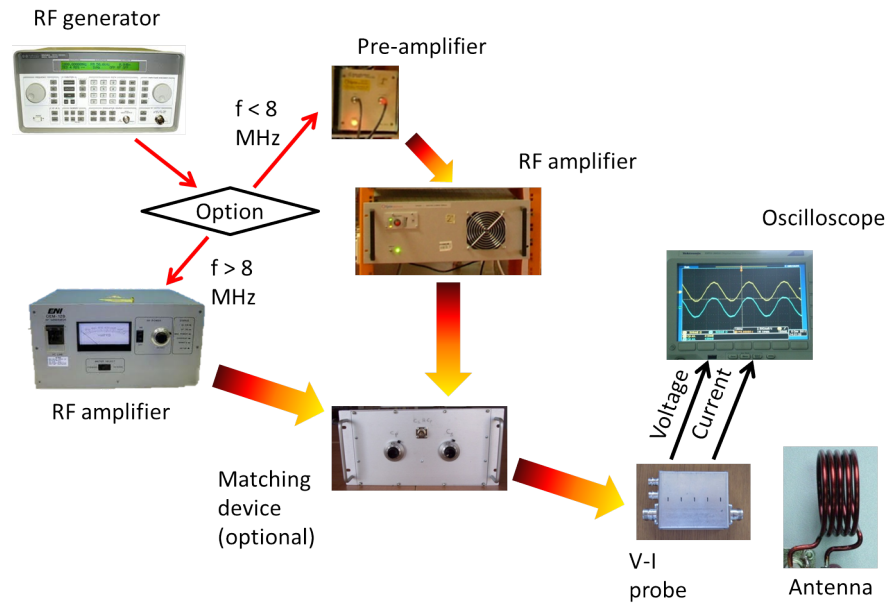 RF generator
Pre-amplifier
f < 8
MHz
RF amplifier
Option
Oscilloscope
f > 8
MHz
ENI
RF amplifier
Voltage
Current
Matching
device
(optional)
V-I
probe
Antenna